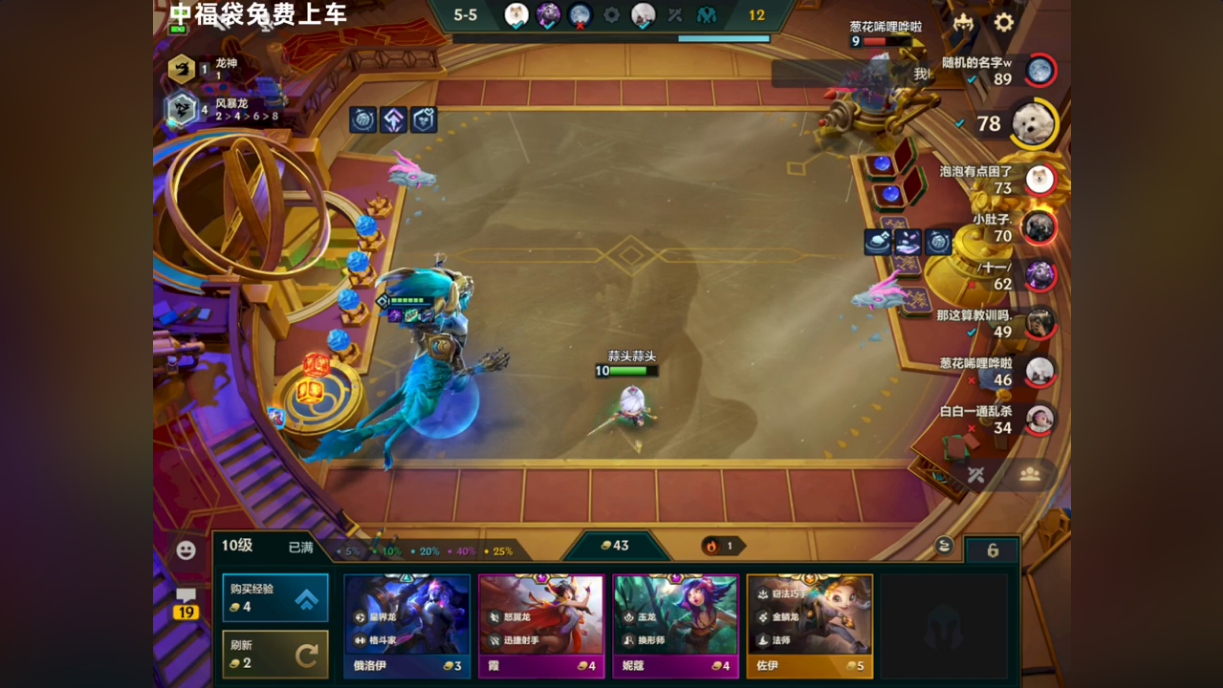 中福袋免费上车
5-5
12
1 龙神
1
4 风暴龙
2 > 4 > 6 > 8
葱花唏哩哗啦
9
我
随机的名字w
89
78
泡泡有点困了
73
小肚子.
70
/十一/
62
那这算教训吗.
49
葱花唏哩哗啦
46
白白一通乱杀
34
蒜头蒜头
10
10级
已满
5% 10% 20% 40% 25%
43
1
6
19
购买经验
4
刷新
2
星界龙
格斗家
俄洛伊 3
怒翼龙
迅捷射手
霞 4
玉龙
换形师
妮蔻 4
窃法巧手
金鳞龙
法师
佐伊 5